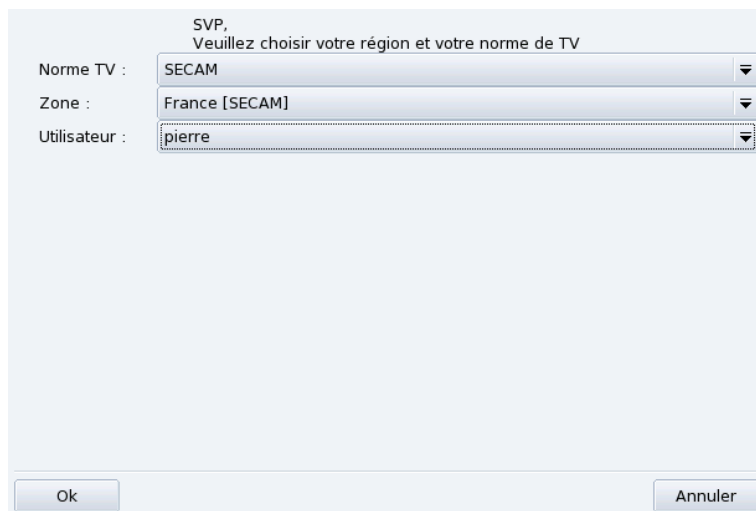 SVP,
Veuillez choisir votre région et votre norme de TV
Norme TV : SECAM
Zone : France [SECAM]
Utilisateur : pierre
Ok Annuler